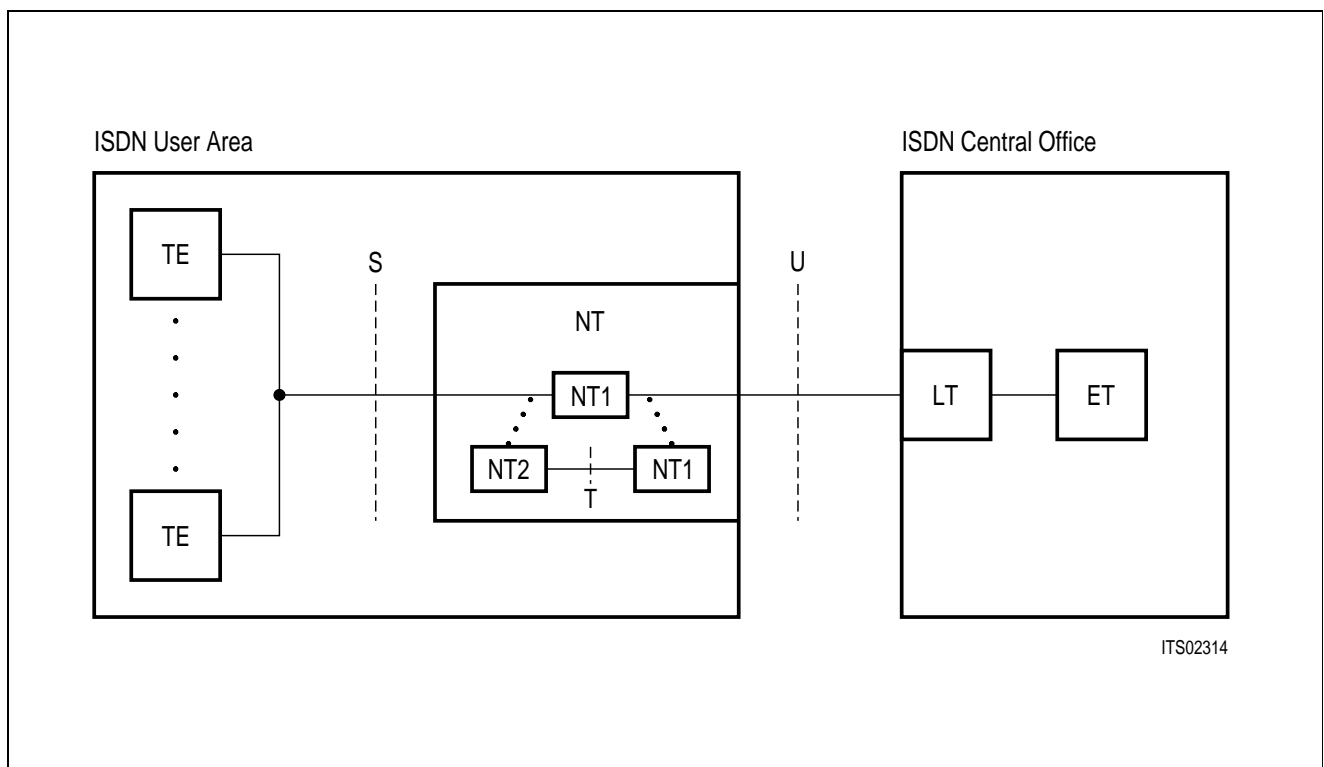 ISDN User Area
ISDN Central Office
TE
S
U
NT
NT1
LT
ET
NT2
NT1
T
TE
ITS02314